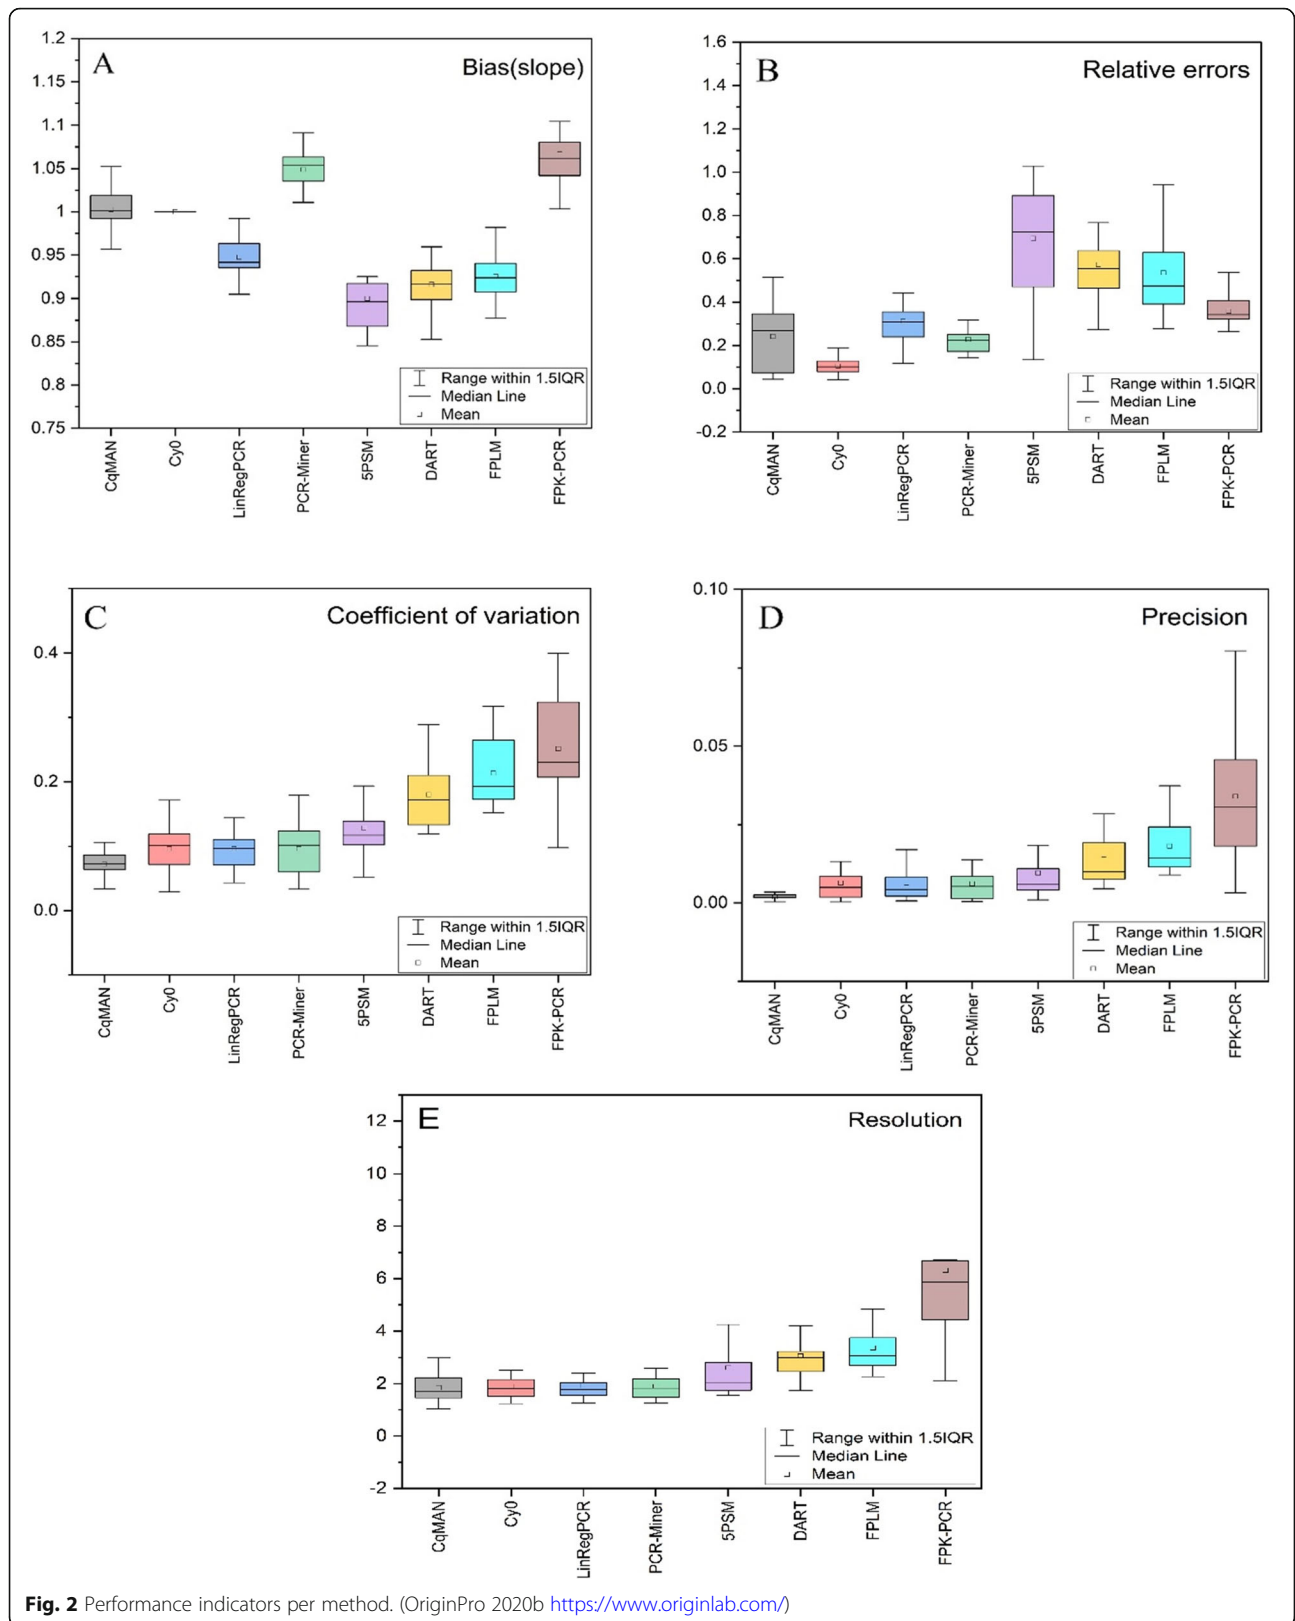 A
Bias(slope)
1.2
1.15
1.1
1.05
1
0.95
0.9
0.85
0.8
0.75
Range within 1.5IQR
Median Line
Mean
CqMAN
Cy0
LinRegPCR
PCR-Miner
5PSM
DART
FPLM
FPK-PCR
B
Relative errors
1.6
1.4
1.2
1.0
0.8
0.6
0.4
0.2
0.0
-0.2
Range within 1.5IQR
Median Line
Mean
CqMAN
Cy0
LinRegPCR
PCR-Miner
5PSM
DART
FPLM
FPK-PCR
C
Coefficient of variation
0.4
0.2
0.0
Range within 1.5IQR
Median Line
Mean
CqMAN
Cy0
LinRegPCR
PCR-Miner
5PSM
DART
FPLM
FPK-PCR
D
Precision
0.10
0.05
0.00
Range within 1.5IQR
Median Line
Mean
CqMAN
Cy0
LinRegPCR
PCR-Miner
5PSM
DART
FPLM
FPK-PCR
E
Resolution
12
10
8
6
4
2
0
-2
Range within 1.5IQR
Median Line
Mean
CqMAN
Cy0
LinRegPCR
PCR-Miner
5PSM
DART
FPLM
FPK-PCR
Fig. 2 Performance indicators per method. (OriginPro 2020b https://www.originlab.com/)